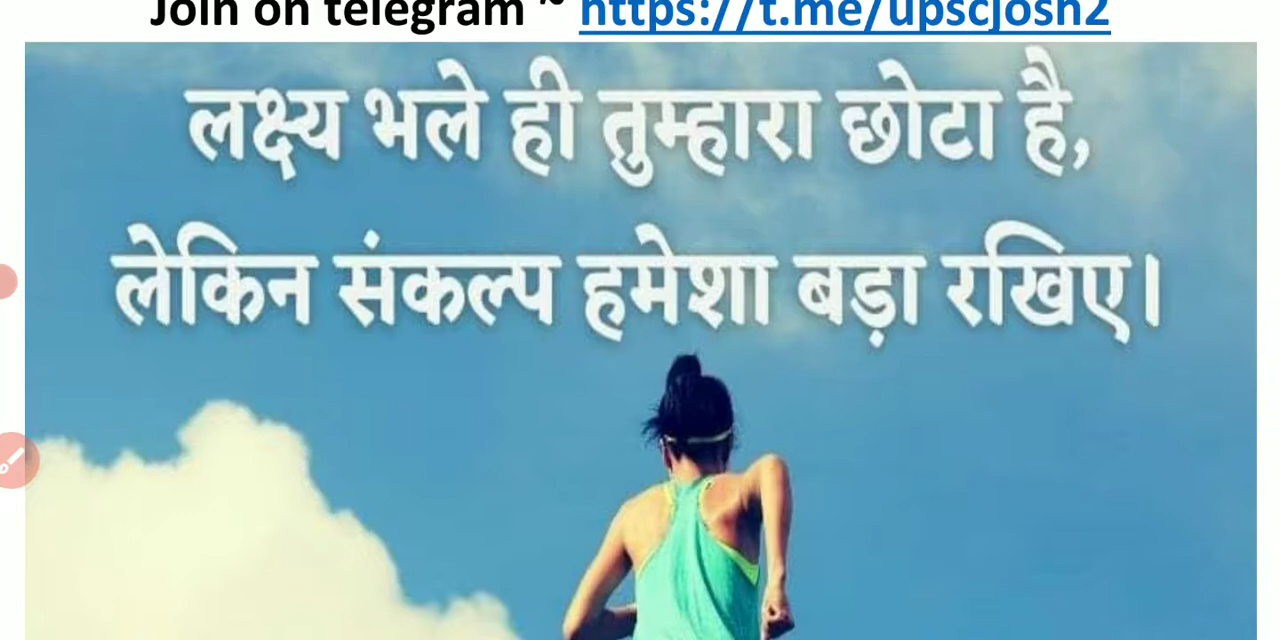 Join on telegram ~ https://t.me/upscjosh2
लक्ष्य भले ही तुम्हारा छोटा है,
लेकिन संकल्प हमेशा बड़ा रखिए।